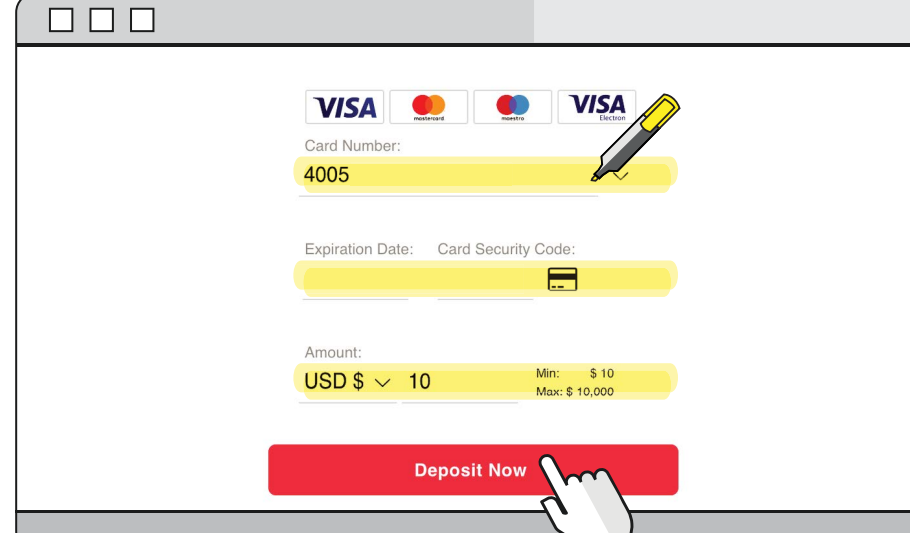 VISA mastercard maestro VISA Electron
Card Number:
4005
Expiration Date: Card Security Code:
Amount:
USD $ 10 Min: $ 10
Max: $ 10,000
Deposit Now